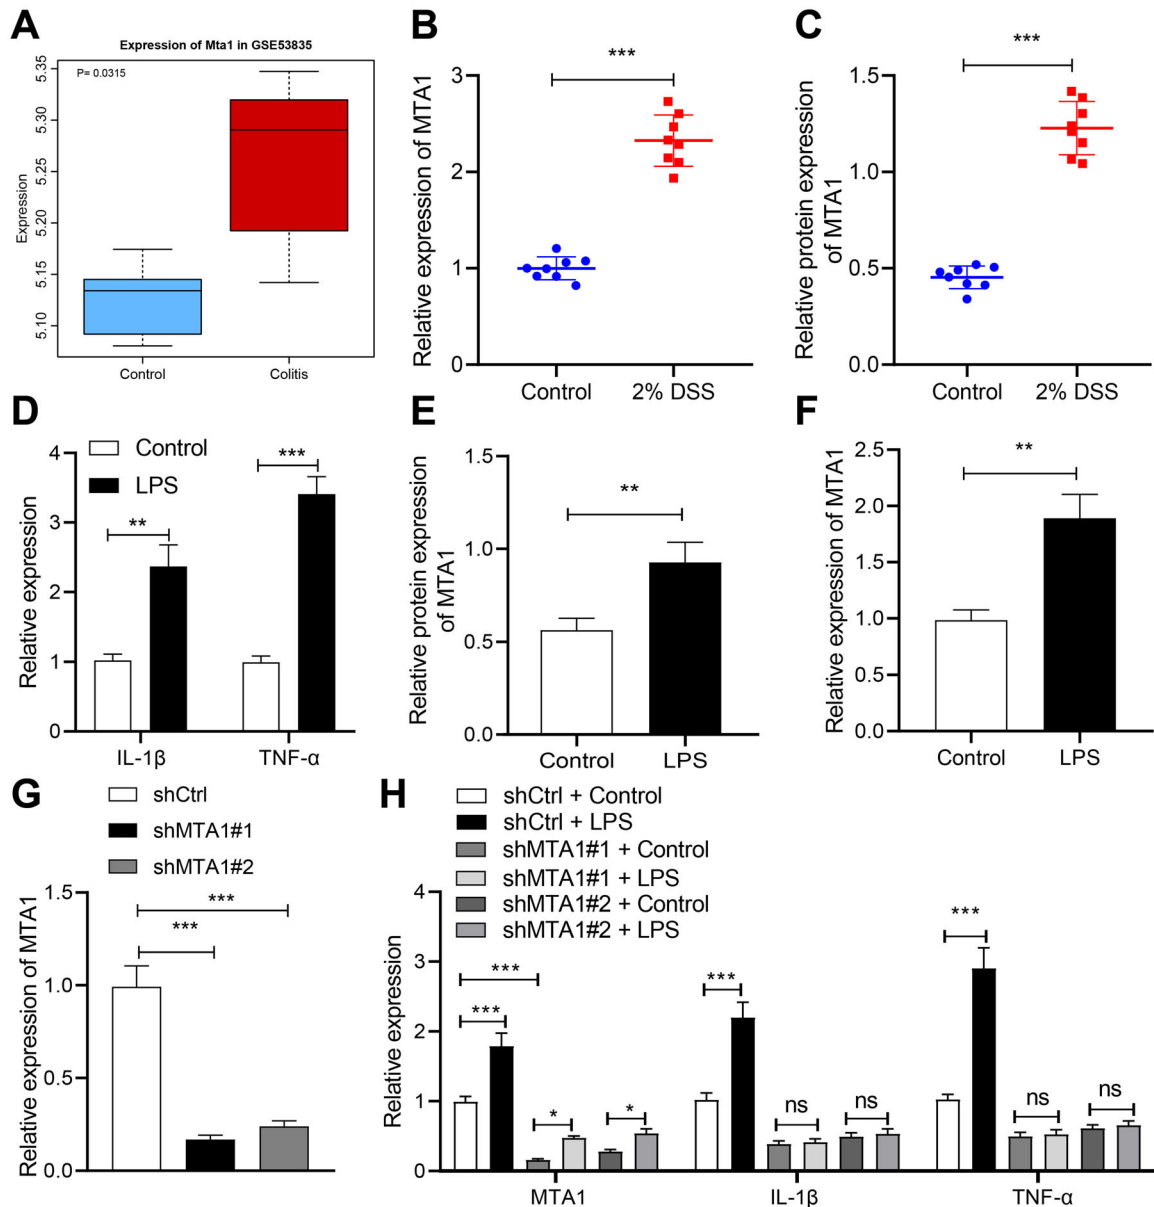 A
Expression of Mta1 in GSE53835
P= 0.0315
Expression
5.35
5.30
5.25
5.20
5.15
5.10
Control
Colitis
B
***
Relative expression of MTA1
3
2
1
0
Control
2% DSS
C
***
Relative protein expression
of MTA1
1.5
1.0
0.5
0.0
Control
2% DSS
D
Control
LPS
Relative expression
4
3
2
1
0
**
***
IL-1β
TNF-α
E
Relative protein expression
of MTA1
1.5
1.0
0.5
0.0
**
Control
LPS
F
Relative expression of MTA1
2.5
2.0
1.5
1.0
0.5
0.0
**
Control
LPS
G
shCtrl
shMTA1#1
shMTA1#2
Relative expression of MTA1
1.5
1.0
0.5
0.0
***
***
H
shCtrl + Control
shCtrl + LPS
shMTA1#1 + Control
shMTA1#1 + LPS
shMTA1#2 + Control
shMTA1#2 + LPS
Relative expression
4
3
2
1
0
***
***
*
*
***
ns
ns
***
ns
ns
MTA1
IL-1β
TNF-α